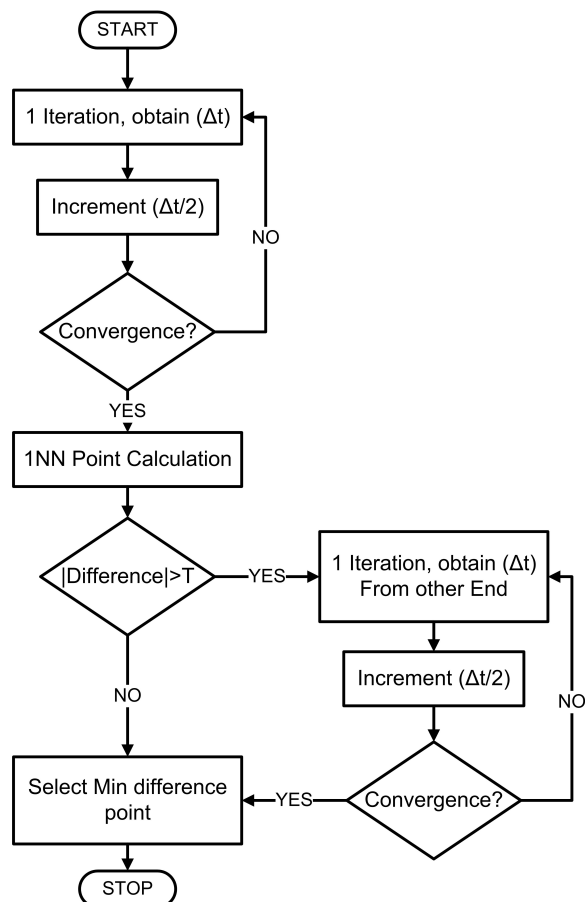 START
1 Iteration, obtain (Δt)
Increment (Δt/2)
NO
Convergence?
YES
1NN Point Calculation
|Difference|>T
YES
1 Iteration, obtain (Δt)
From other End
Increment (Δt/2)
NO
NO
Select Min difference
point
YES
Convergence?
STOP